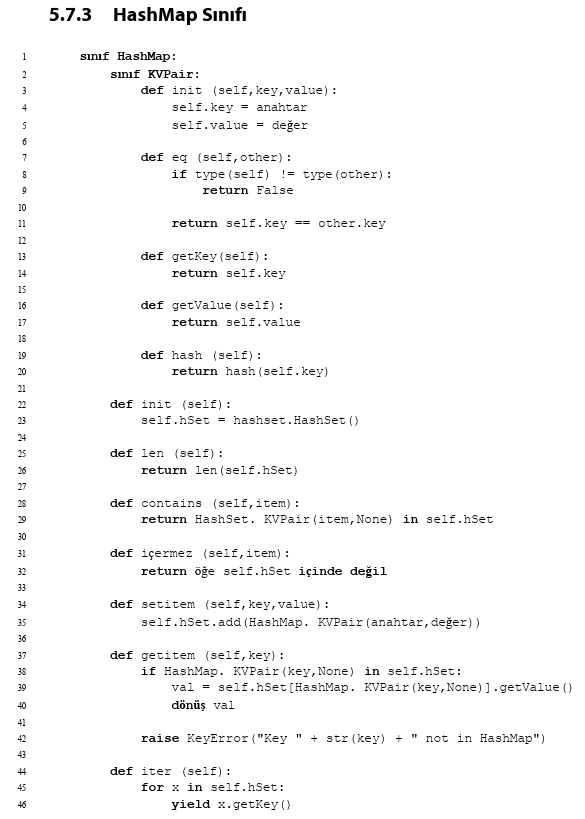 5.7.3 HashMap Sınıfı
1 sınıf HashMap:
2 sınıf KVPair:
3 def init (self,key,value):
4 self.key = anahtar
5 self.value = değer
6
7 def eq (self,other):
8 if type(self) != type(other):
9 return False
10
11 return self.key == other.key
12
13 def getKey(self):
14 return self.key
15
16 def getValue(self):
17 return self.value
18
19 def hash (self):
20 return hash(self.key)
21
22 def init (self):
23 self.hSet = hashset.HashSet()
24
25 def len (self):
26 return len(self.hSet)
27
28 def contains (self,item):
29 return HashSet. KVPair(item,None) in self.hSet
30
31 def içermez (self,item):
32 return öğe self.hSet içinde değil
33
34 def setitem (self,key,value):
35 self.hSet.add(HashMap. KVPair(anahtar,değer))
36
37 def getitem (self,key):
38 if HashMap. KVPair(key,None) in self.hSet:
39 val = self.hSet[HashMap. KVPair(key,None)].getValue()
40 dönüş val
41
42 raise KeyError("Key " + str(key) + " not in HashMap")
43
44 def iter (self):
45 for x in self.hSet:
46 yield x.getKey()